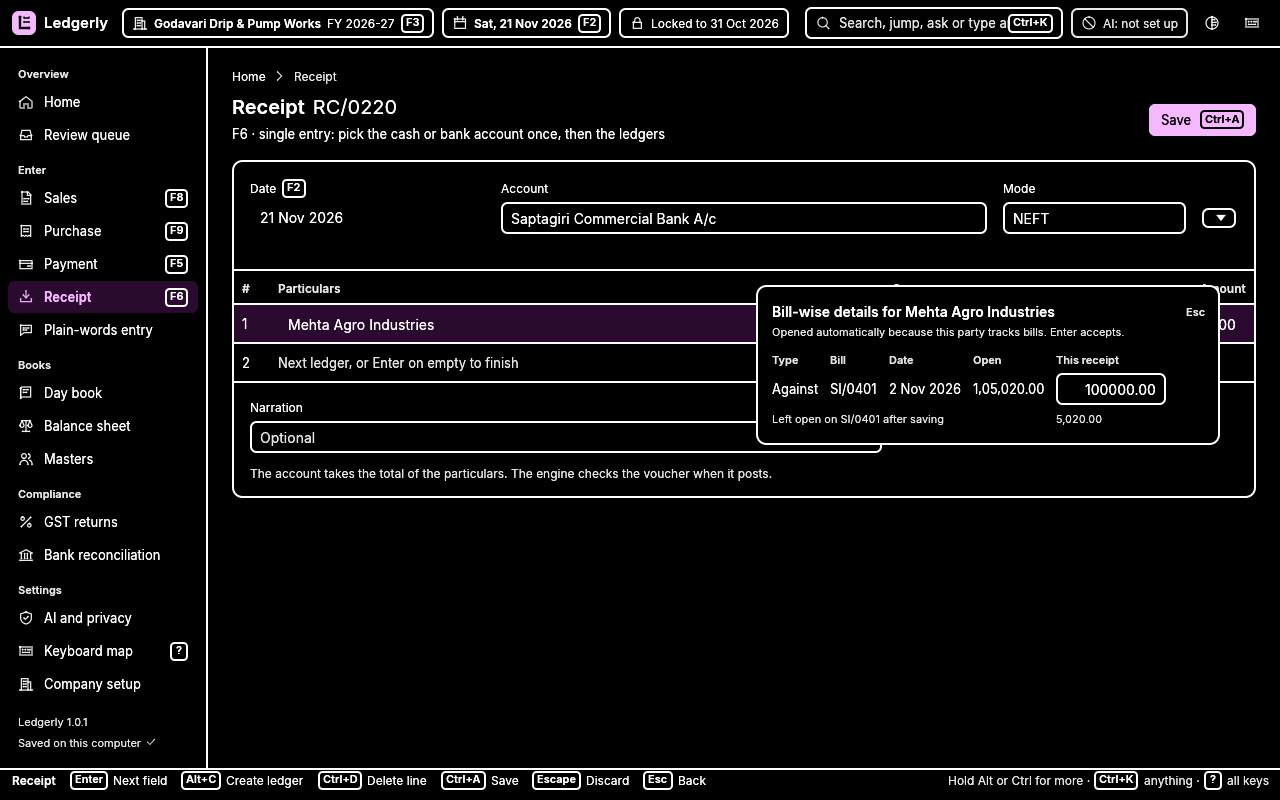 Ledgerly
Godavari Drip & Pump Works FY 2026-27 F3
Sat, 21 Nov 2026 F2
Locked to 31 Oct 2026
Search, jump, ask or type a Ctrl+K
AI: not set up
Overview
Home
Review queue
Enter
Sales F8
Purchase F9
Payment F5
Receipt F6
Plain-words entry
Books
Day book
Balance sheet
Masters
Compliance
GST returns
Bank reconciliation
Settings
AI and privacy
Keyboard map ?
Company setup
Ledgerly 1.0.1
Saved on this computer
Home Receipt
Receipt RC/0220
F6 · single entry: pick the cash or bank account once, then the ledgers
Save Ctrl+A
Date F2 Account Mode
21 Nov 2026 Saptagiri Commercial Bank A/c NEFT
# Particulars
1 Mehta Agro Industries
2 Next ledger, or Enter on empty to finish
Narration
Optional
The account takes the total of the particulars. The engine checks the voucher when it posts.
Bill-wise details for Mehta Agro Industries Esc
Opened automatically because this party tracks bills. Enter accepts.
Type Bill Date Open This receipt
Against SI/0401 2 Nov 2026 1,05,020.00 100000.00
Left open on SI/0401 after saving 5,020.00
Receipt Enter Next field Alt+C Create ledger Ctrl+D Delete line Ctrl+A Save Escape Discard Esc Back
Hold Alt or Ctrl for more · Ctrl+K anything · ? all keys